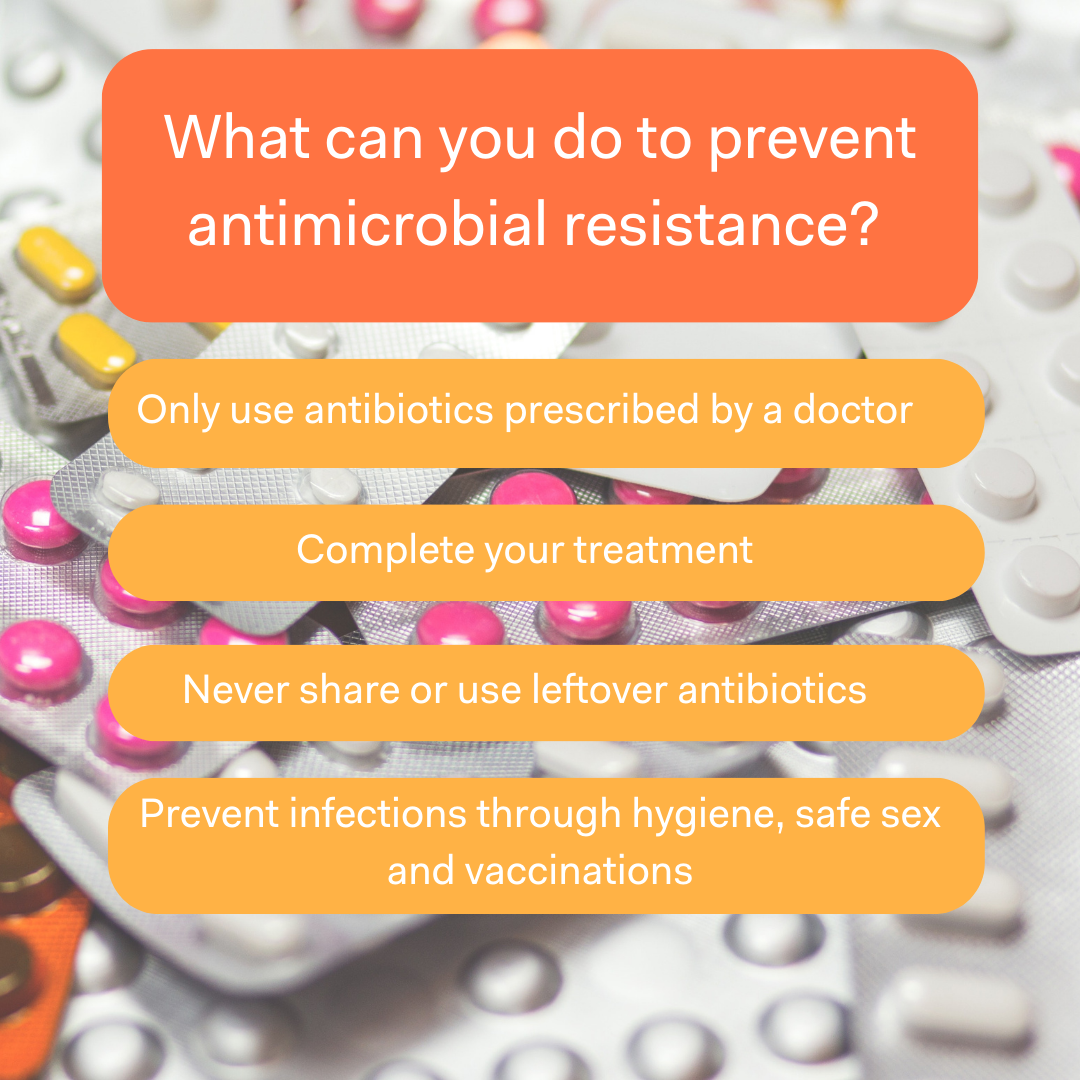 What can you do to prevent
antimicrobial resistance?
Only use antibiotics prescribed by a doctor
Complete your treatment
Never share or use leftover antibiotics
Prevent infections through hygiene, safe sex
and vaccinations